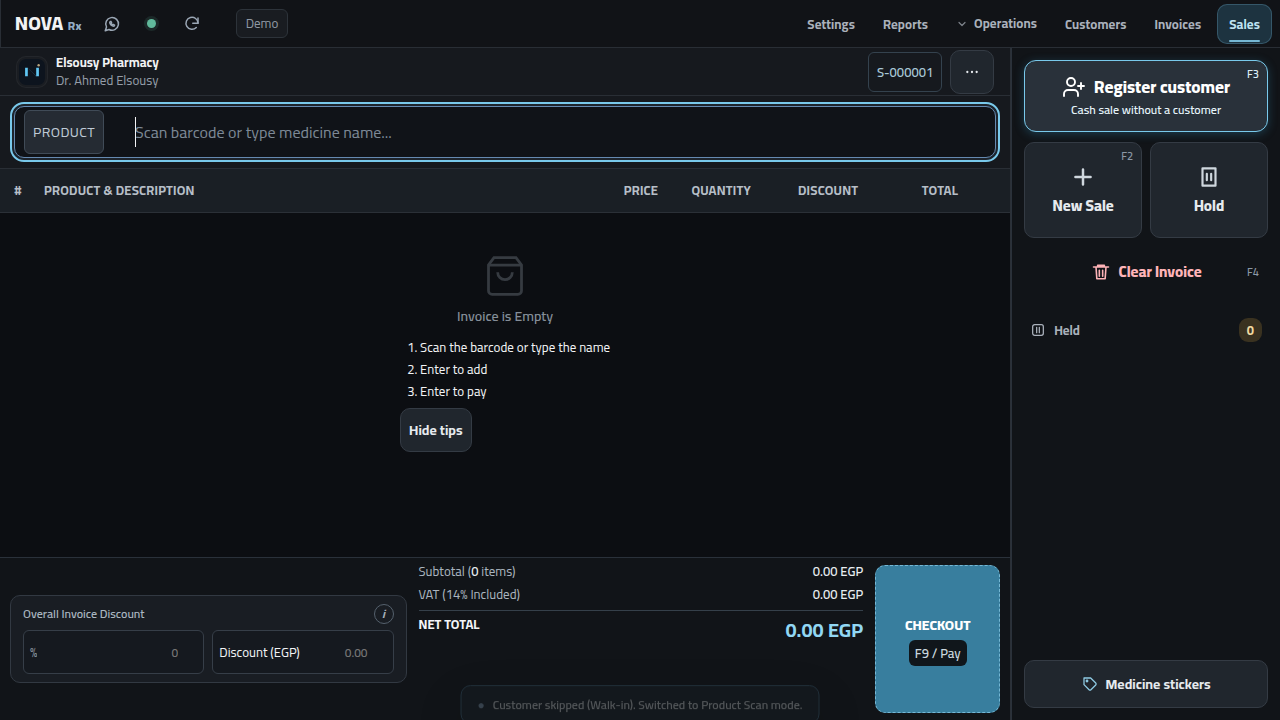 NOVA Rx
Demo
Settings
Reports
Operations
Customers
Invoices
Sales
Elsousy Pharmacy
Dr. Ahmed Elsousy
S-000001
...
PRODUCT
Scan barcode or type medicine name...
# PRODUCT & DESCRIPTION PRICE QUANTITY DISCOUNT TOTAL
Invoice is Empty
1. Scan the barcode or type the name
2. Enter to add
3. Enter to pay
Hide tips
Overall Invoice Discount
i
% 0
Discount (EGP) 0.00
Subtotal (0 items) 0.00 EGP
VAT (14% Included) 0.00 EGP
NET TOTAL 0.00 EGP
CHECKOUT
F9 / Pay
Customer skipped (Walk-in). Switched to Product Scan mode.
F3
Register customer
Cash sale without a customer
F2
New Sale
Hold
Clear Invoice F4
Held 0
Medicine stickers